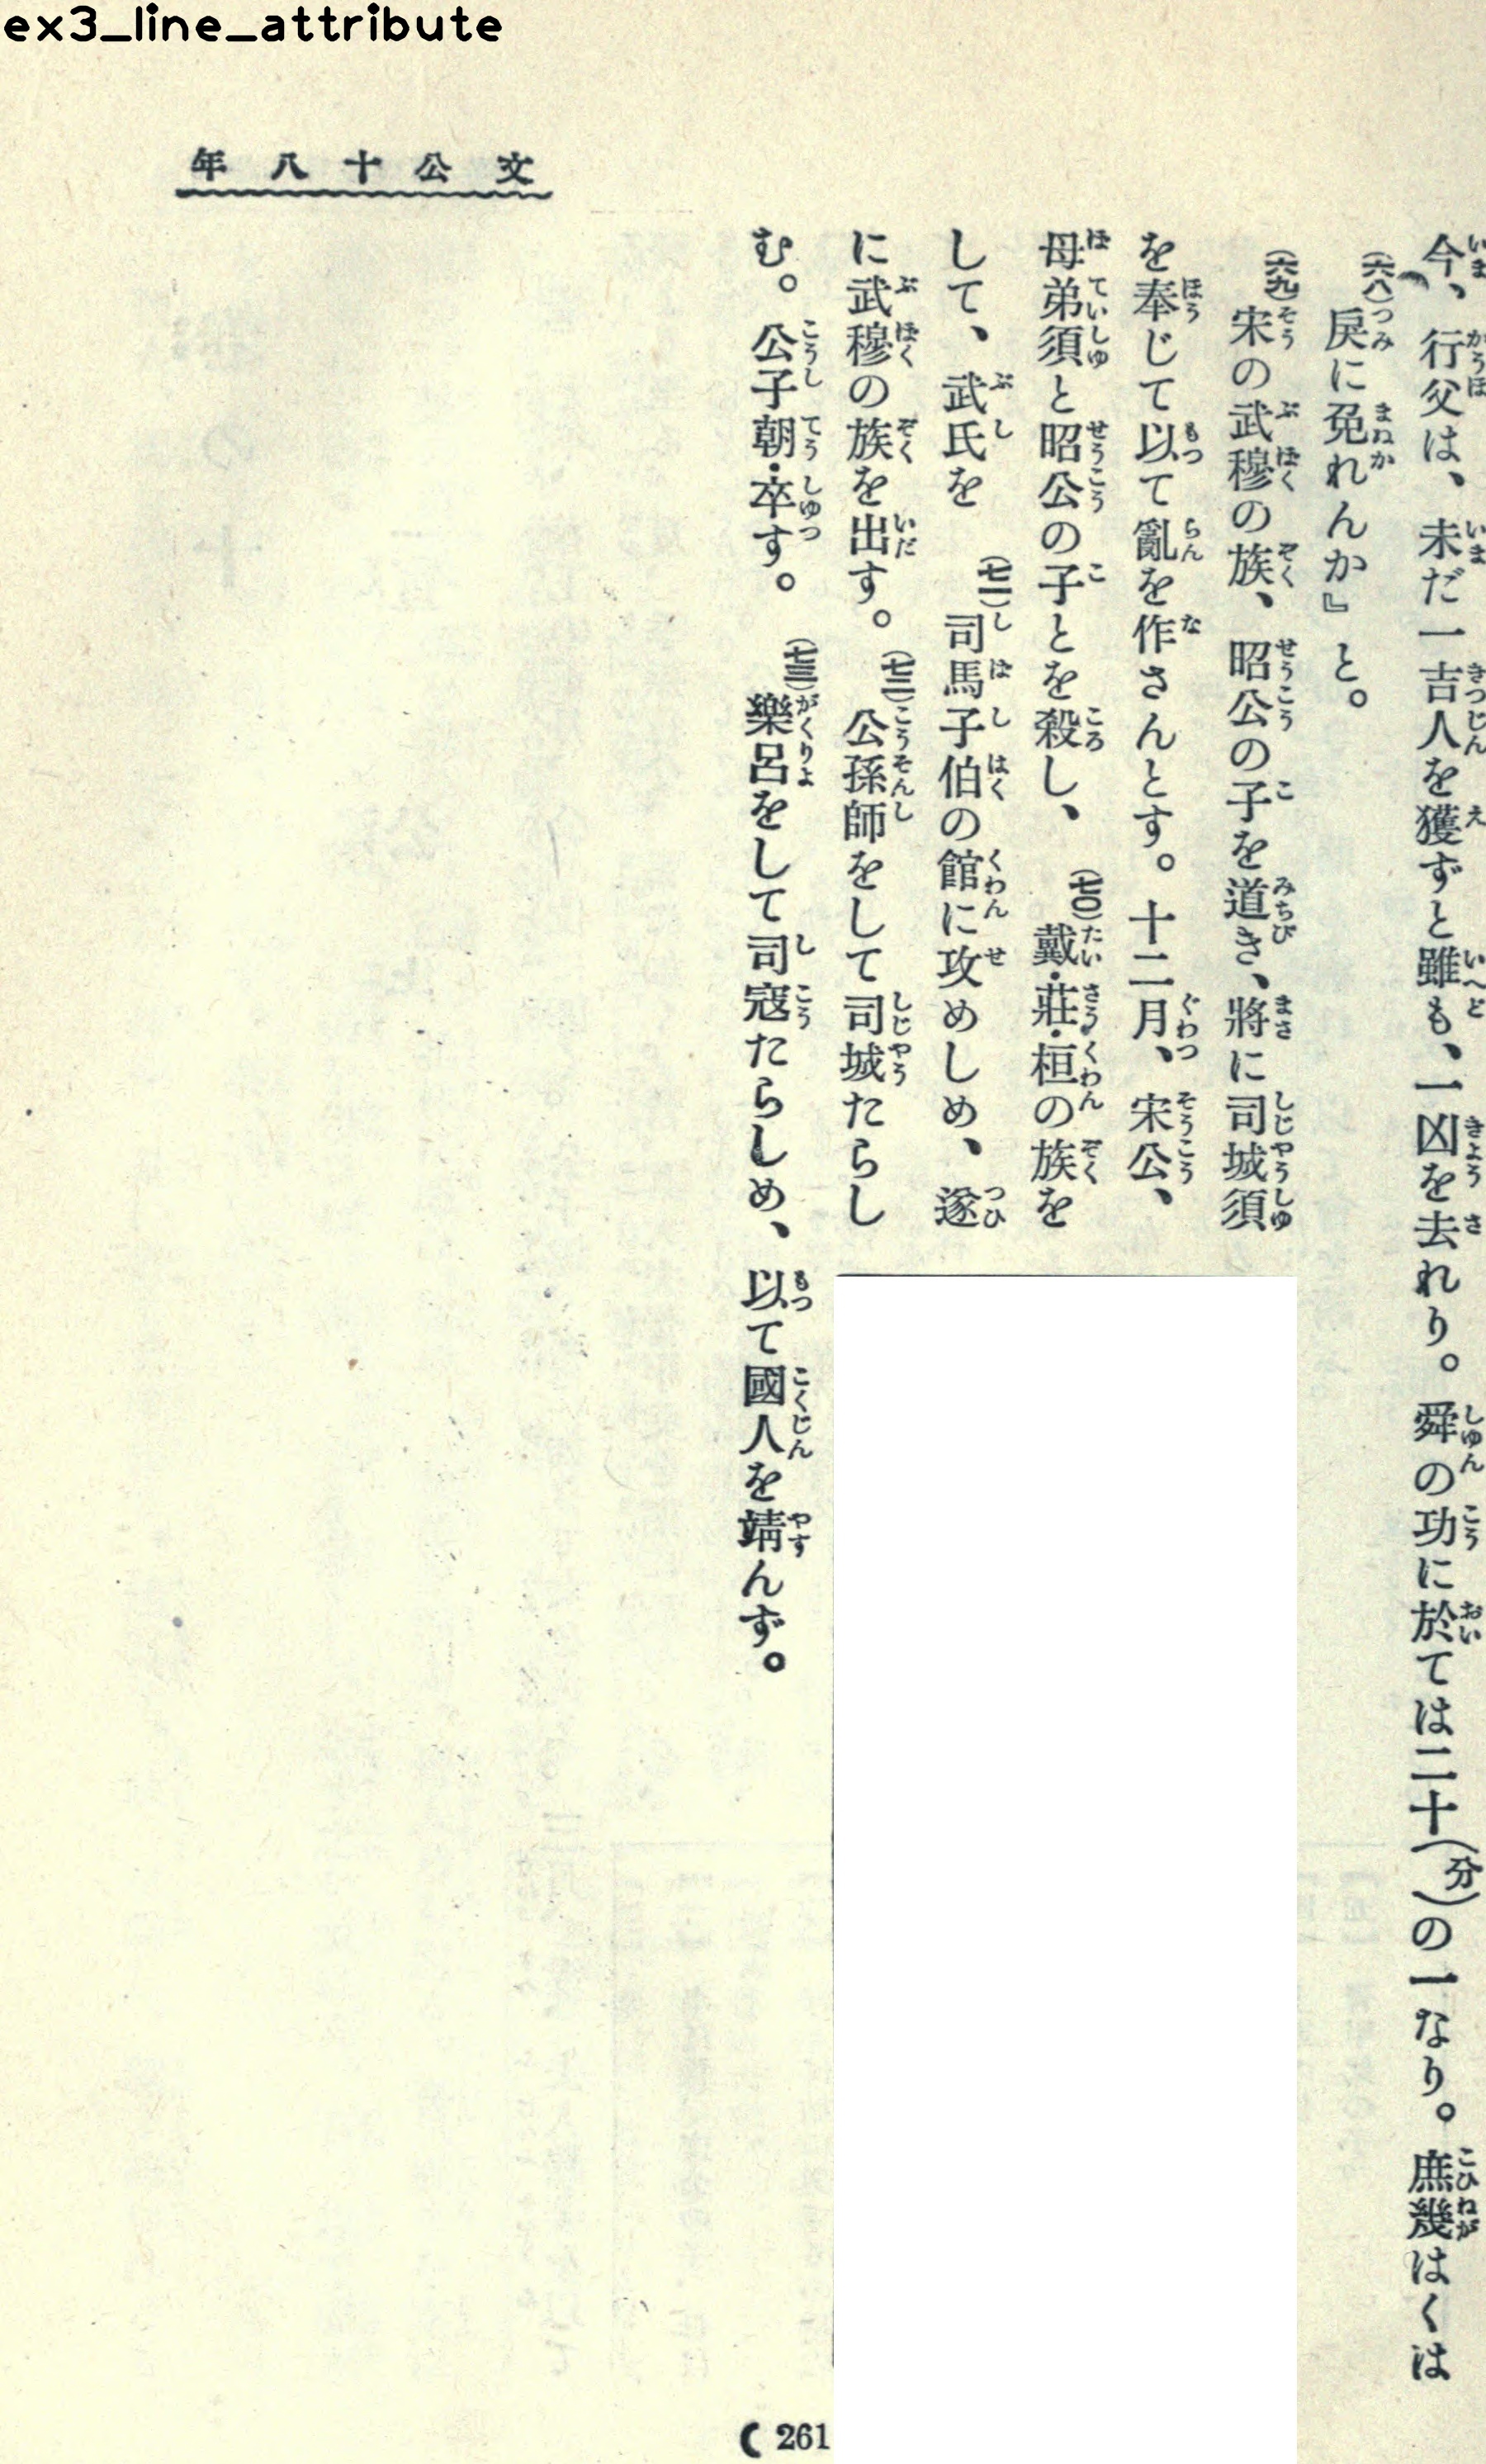 ex3_line_attribute
文公十八年
今、行父は、未だ一吉人を獲ずと雖も、一凶を去れり。舜の功に於ては二十(分)の一なり。庶幾はくは
(六八)戾に免れんか』と。
(六九)宋の武穆の族、昭公の子を道き、將に司城須
を奉じて以て亂を作さんとす。十二月、宋公、
母弟須と昭公の子とを殺し、(七〇)戴・莊・桓の族を
して、武氏を(七一)司馬子伯の館に攻めしめ、遂
に武穆の族を出す。(七二)公孫師をして司城たらし
む。公子朝・卒す。(七三)樂呂をして司寇たらしめ、以て國人を靖んず。
( 261